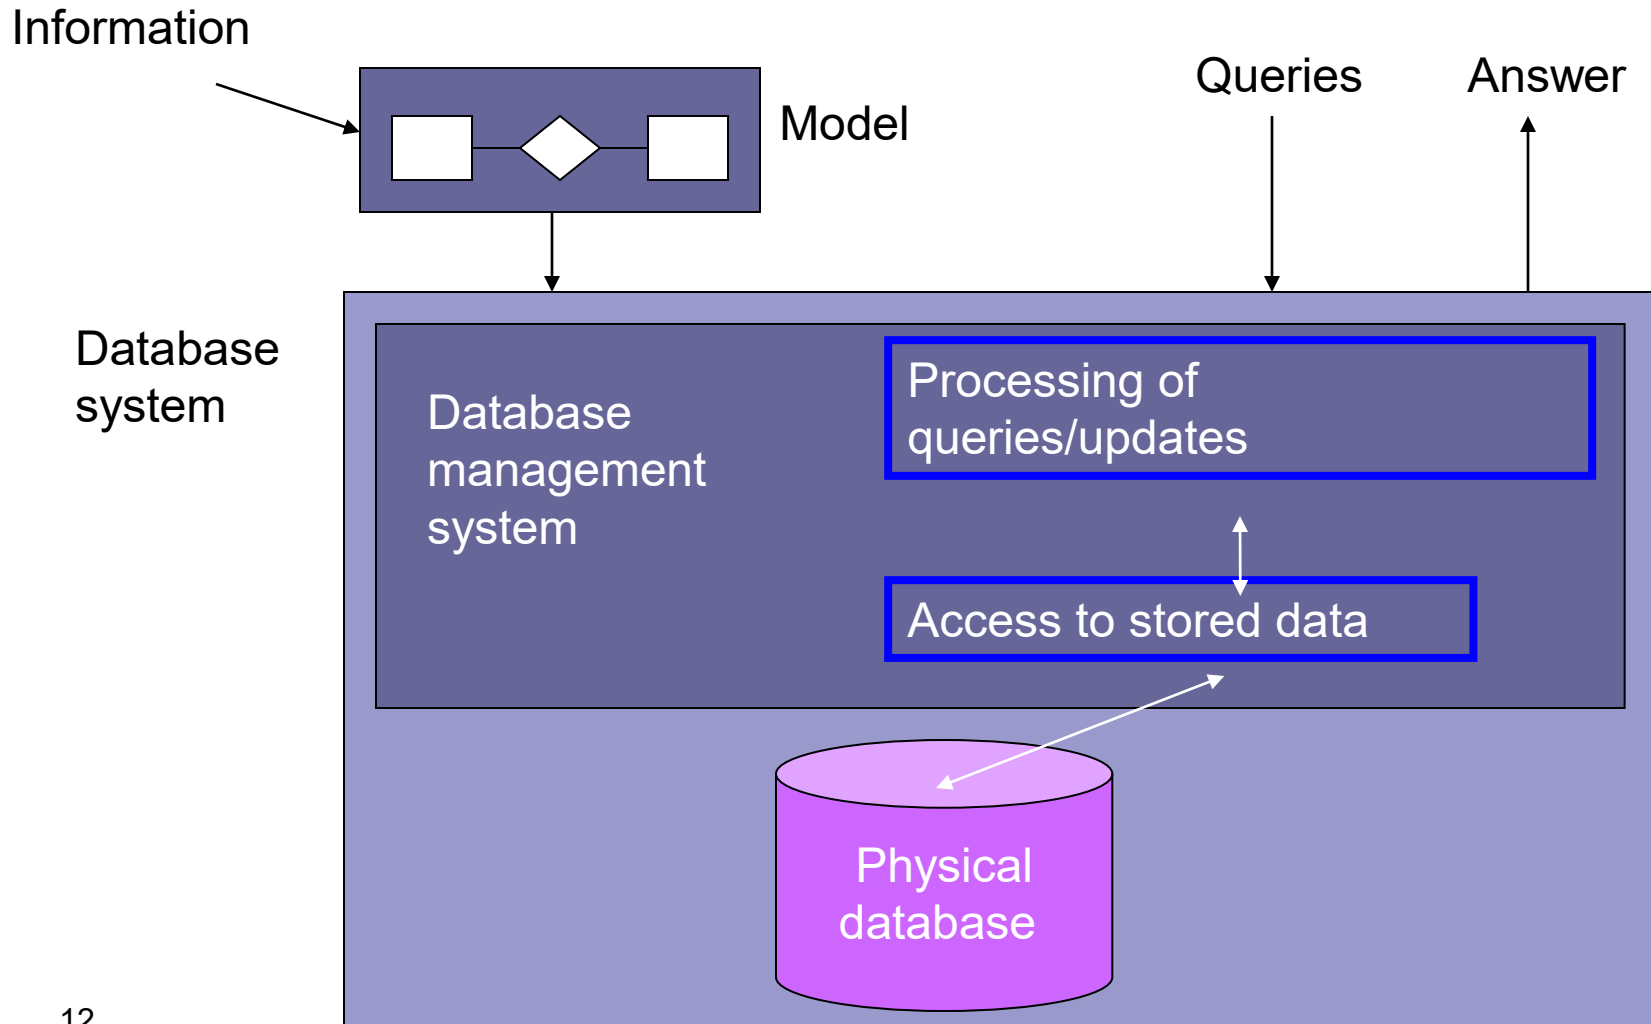 Information
Queries
Answer
Model
Database
system
Database
management
system
Processing of
queries/updates
Access to stored data
Physical
database
12